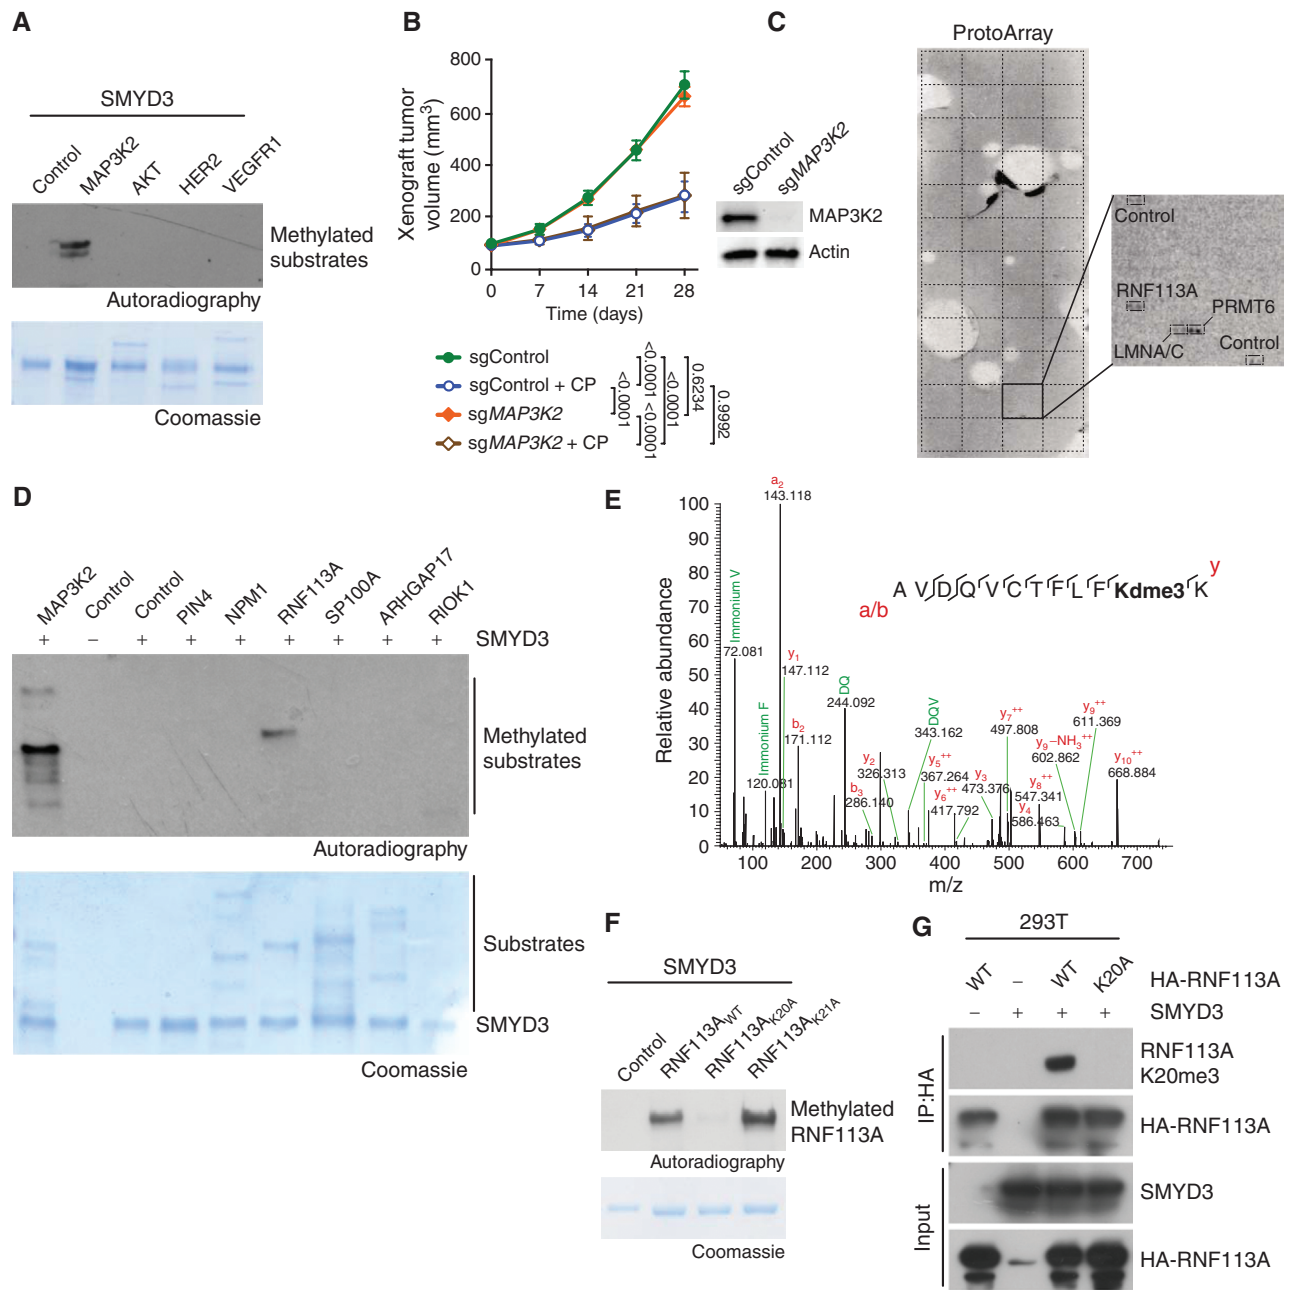 A
SMYD3
Control
MAP3K2
AKT
HER2
VEGFR1
Methylated
substrates
Autoradiography
Coomassie
B
Xenograft tumor
volume (mm³)
800
600
400
200
0
0 7 14 21 28
Time (days)
sgControl
sgMAP3K2
MAP3K2
Actin
sgControl
sgControl + CP
sgMAP3K2
sgMAP3K2 + CP
<0.0001
<0.0001
<0.0001
<0.0001
0.6234
0.9992
C
ProtoArray
Control
RNF113A
PRMT6
LMNA/C
Control
D
MAP3K2
Control
Control
PIN4
NPM1
RNF113A
SP100A
ARHGAP17
RIOK1
+ – + + + + + + + SMYD3
Methylated
substrates
Autoradiography
Substrates
SMYD3
Coomassie
E
Relative abundance
100
90
80
70
60
50
40
30
20
10
0
100 200 300 400 500 600 700
m/z
Immonium V
72.081
Immonium F
120.081
a₂
143.118
y₁
147.112
b₂
171.112
DQ
244.092
b₃
286.140
y₂
326.313
DQV
343.162
y₅⁺⁺
367.264
y₆⁺⁺
417.792
y₃
473.376
y₇⁺⁺
497.808
y₈⁺⁺
547.341
y₄
586.463
y₉–NH₃⁺⁺
602.862
y₉⁺⁺
611.369
y₁₀⁺⁺
668.884
y
A V D Q V C T F L F Kdme3 K
a/b
F
SMYD3
Control
RNF113A_WT
RNF113A_K20A
RNF113A_K21A
Methylated
RNF113A
Autoradiography
Coomassie
G
293T
WT – WT K20A HA-RNF113A
– + + + SMYD3
IP:HA
RNF113A
K20me3
HA-RNF113A
Input
SMYD3
HA-RNF113A